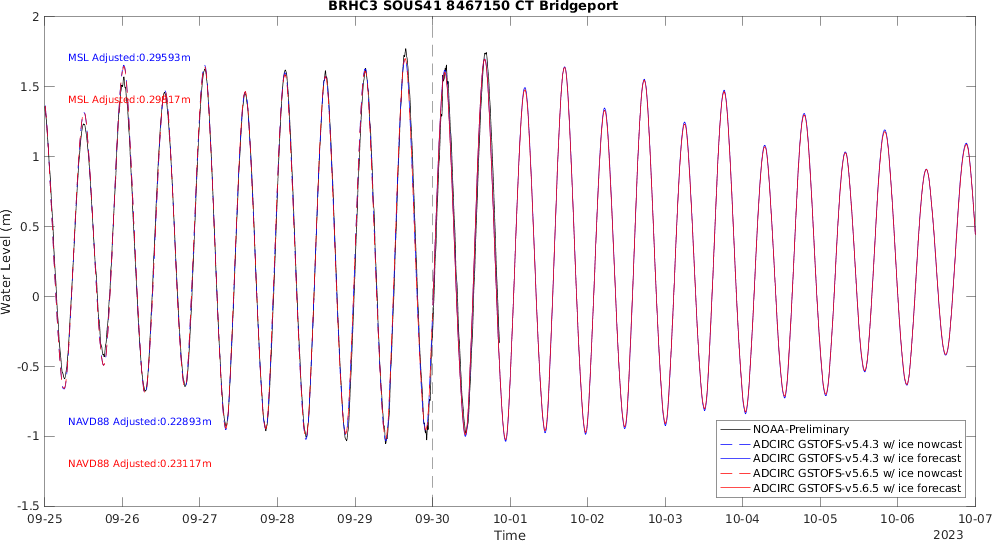 BRHC3 SOUS41 8467150 CT Bridgeport
2
1.5
1
0.5
0
-0.5
-1
-1.5
Water Level (m)
MSL Adjusted:0.29593m
NAVD88 Adjusted:0.22893m
NAVD88 Adjusted:0.23117m
NOAA-Preliminary
ADCIRC GSTOFS-v5.4.3 w/ ice nowcast
ADCIRC GSTOFS-v5.4.3 w/ ice forecast
ADCIRC GSTOFS-v5.6.5 w/ ice nowcast
ADCIRC GSTOFS-v5.6.5 w/ ice forecast
09-25 09-26 09-27 09-28 09-29 09-30 10-01 10-02 10-03 10-04 10-05 10-06 10-07
Time
2023